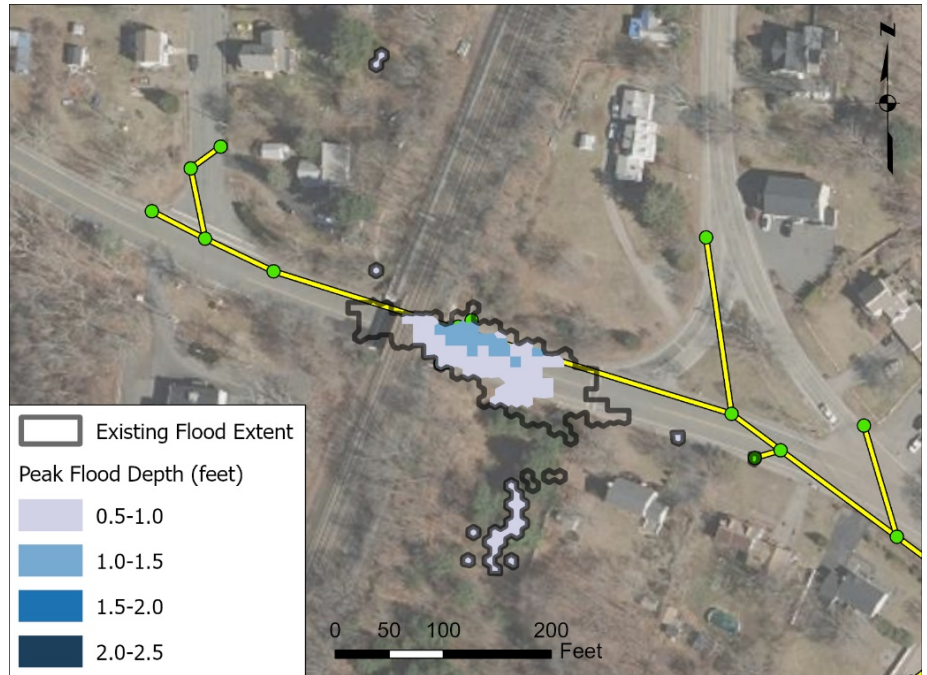 N
Existing Flood Extent
Peak Flood Depth (feet)
0.5-1.0
1.0-1.5
1.5-2.0
2.0-2.5
0 50 100 200
Feet